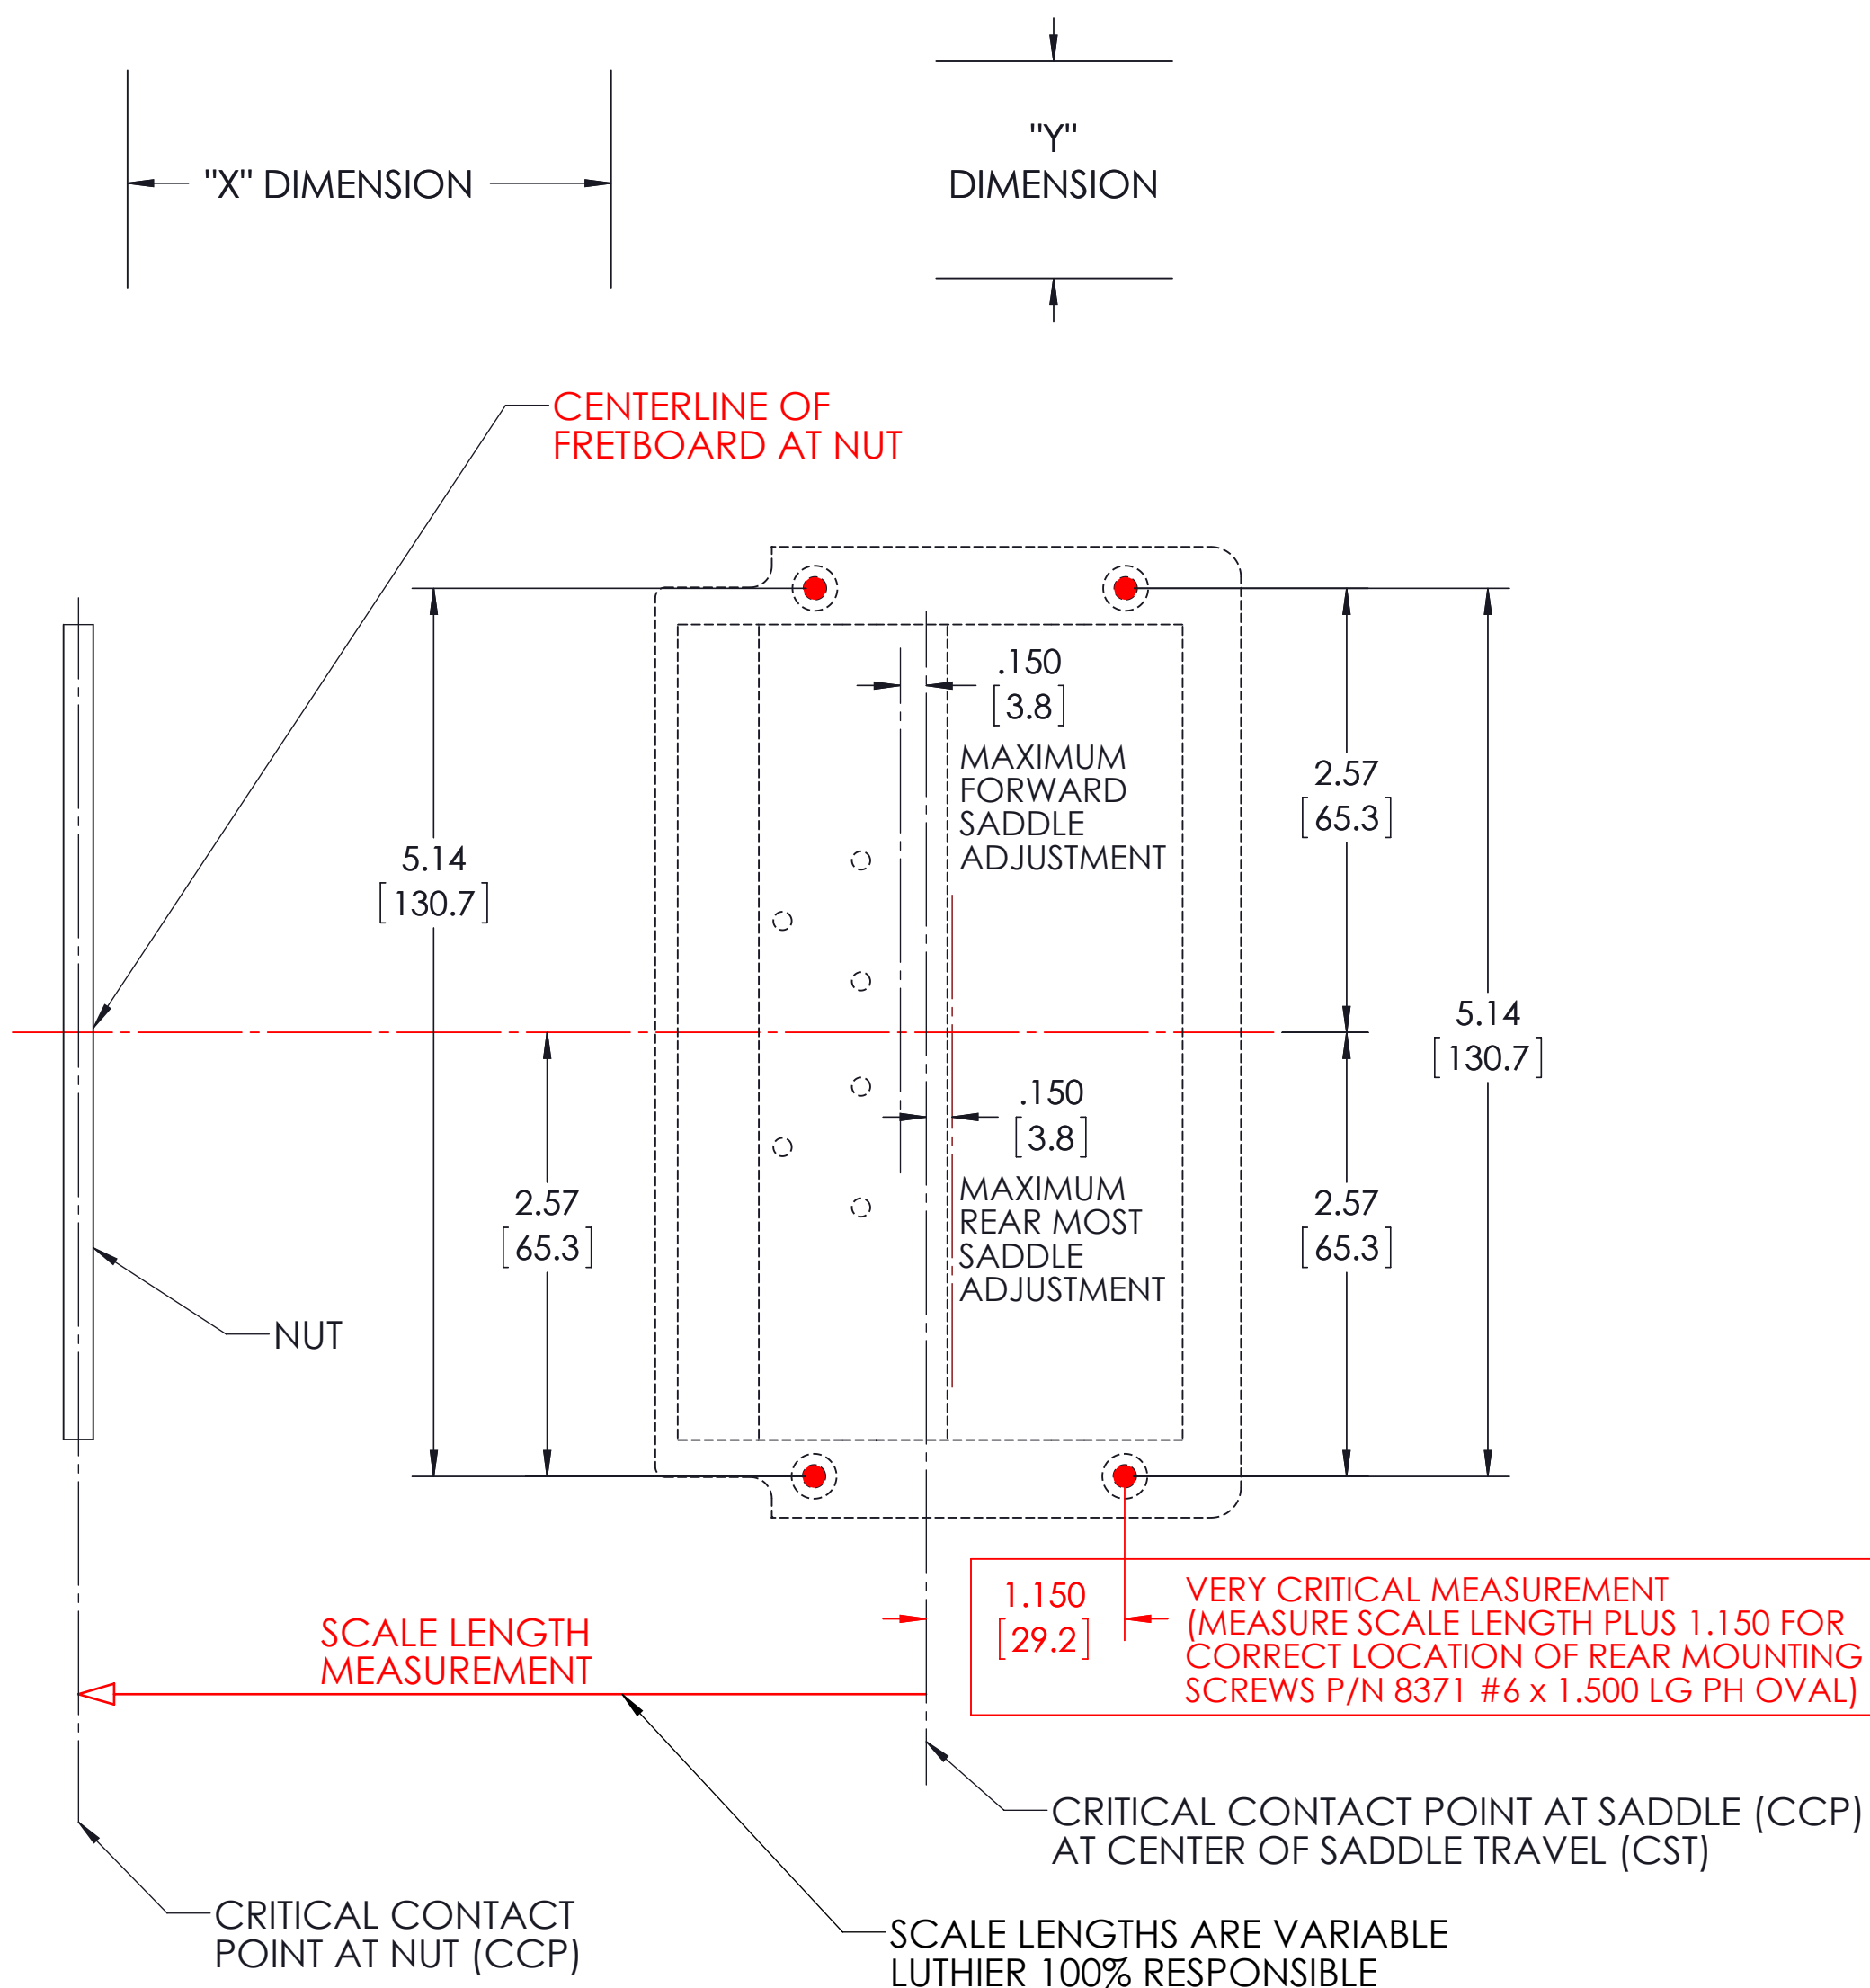 "X" DIMENSION
"Y"
DIMENSION
CENTERLINE OF
FRETBOARD AT NUT
.150
[3.8]
MAXIMUM
FORWARD
SADDLE
ADJUSTMENT
2.57
[65.3]
5.14
[130.7]
5.14
[130.7]
.150
[3.8]
MAXIMUM
REAR MOST
SADDLE
ADJUSTMENT
2.57
[65.3]
2.57
[65.3]
NUT
1.150
[29.2]
VERY CRITICAL MEASUREMENT
(MEASURE SCALE LENGTH PLUS 1.150 FOR
CORRECT LOCATION OF REAR MOUNTING
SCREWS P/N 8371 #6 x 1.500 LG PH OVAL)
SCALE LENGTH
MEASUREMENT
CRITICAL CONTACT POINT AT SADDLE (CCP)
AT CENTER OF SADDLE TRAVEL (CST)
CRITICAL CONTACT
POINT AT NUT (CCP)
SCALE LENGTHS ARE VARIABLE
LUTHIER 100% RESPONSIBLE